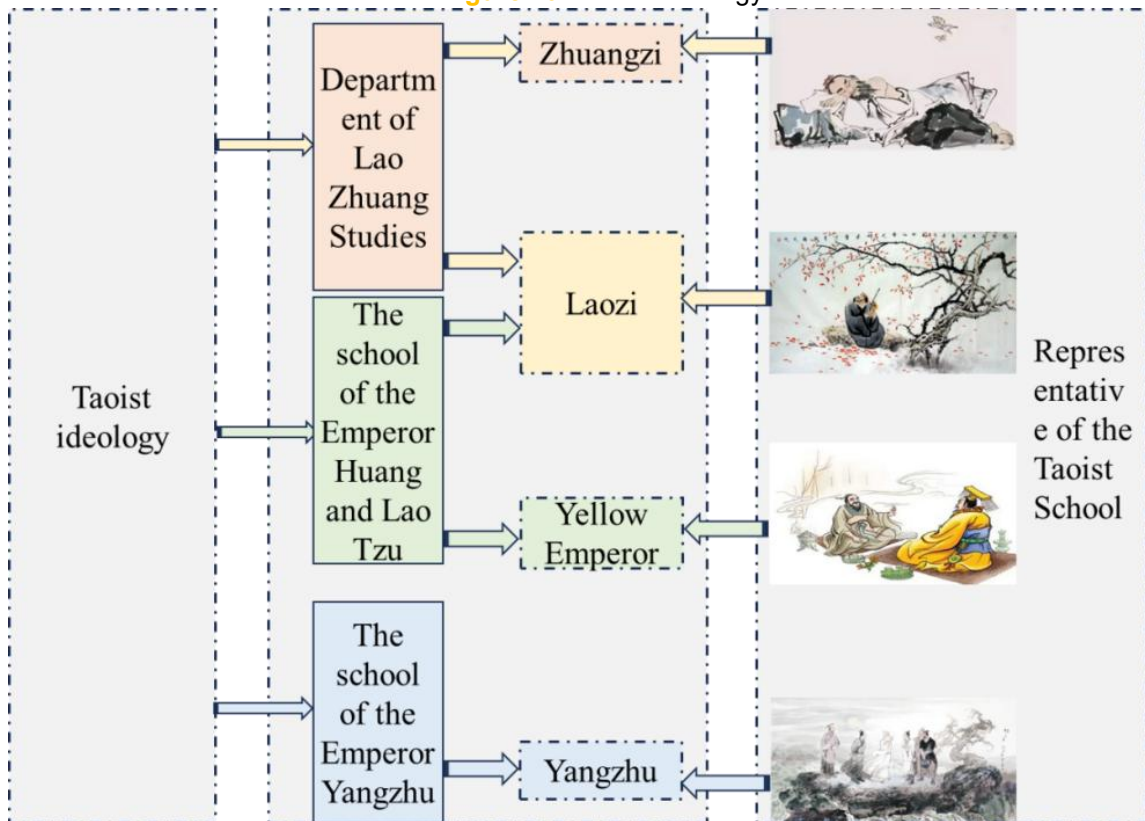 gy
Taoist
ideology
Departm
ent of
Lao
Zhuang
Studies
The
school
of the
Emperor
Huang
and Lao
Tzu
The
school
of the
Emperor
Yangzhu
Zhuangzi
Laozi
Yellow
Emperor
Yangzhu
Repres
entativ
e of the
Taoist
School